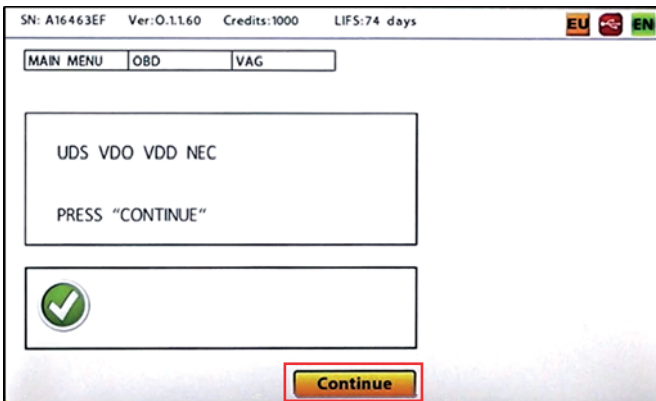 SN: A16463EF Ver:0.1.1.60 Credits:1000 LIFS:74 days EU EN
MAIN MENU OBD VAG
UDS VDO VDD NEC
PRESS "CONTINUE"
Continue